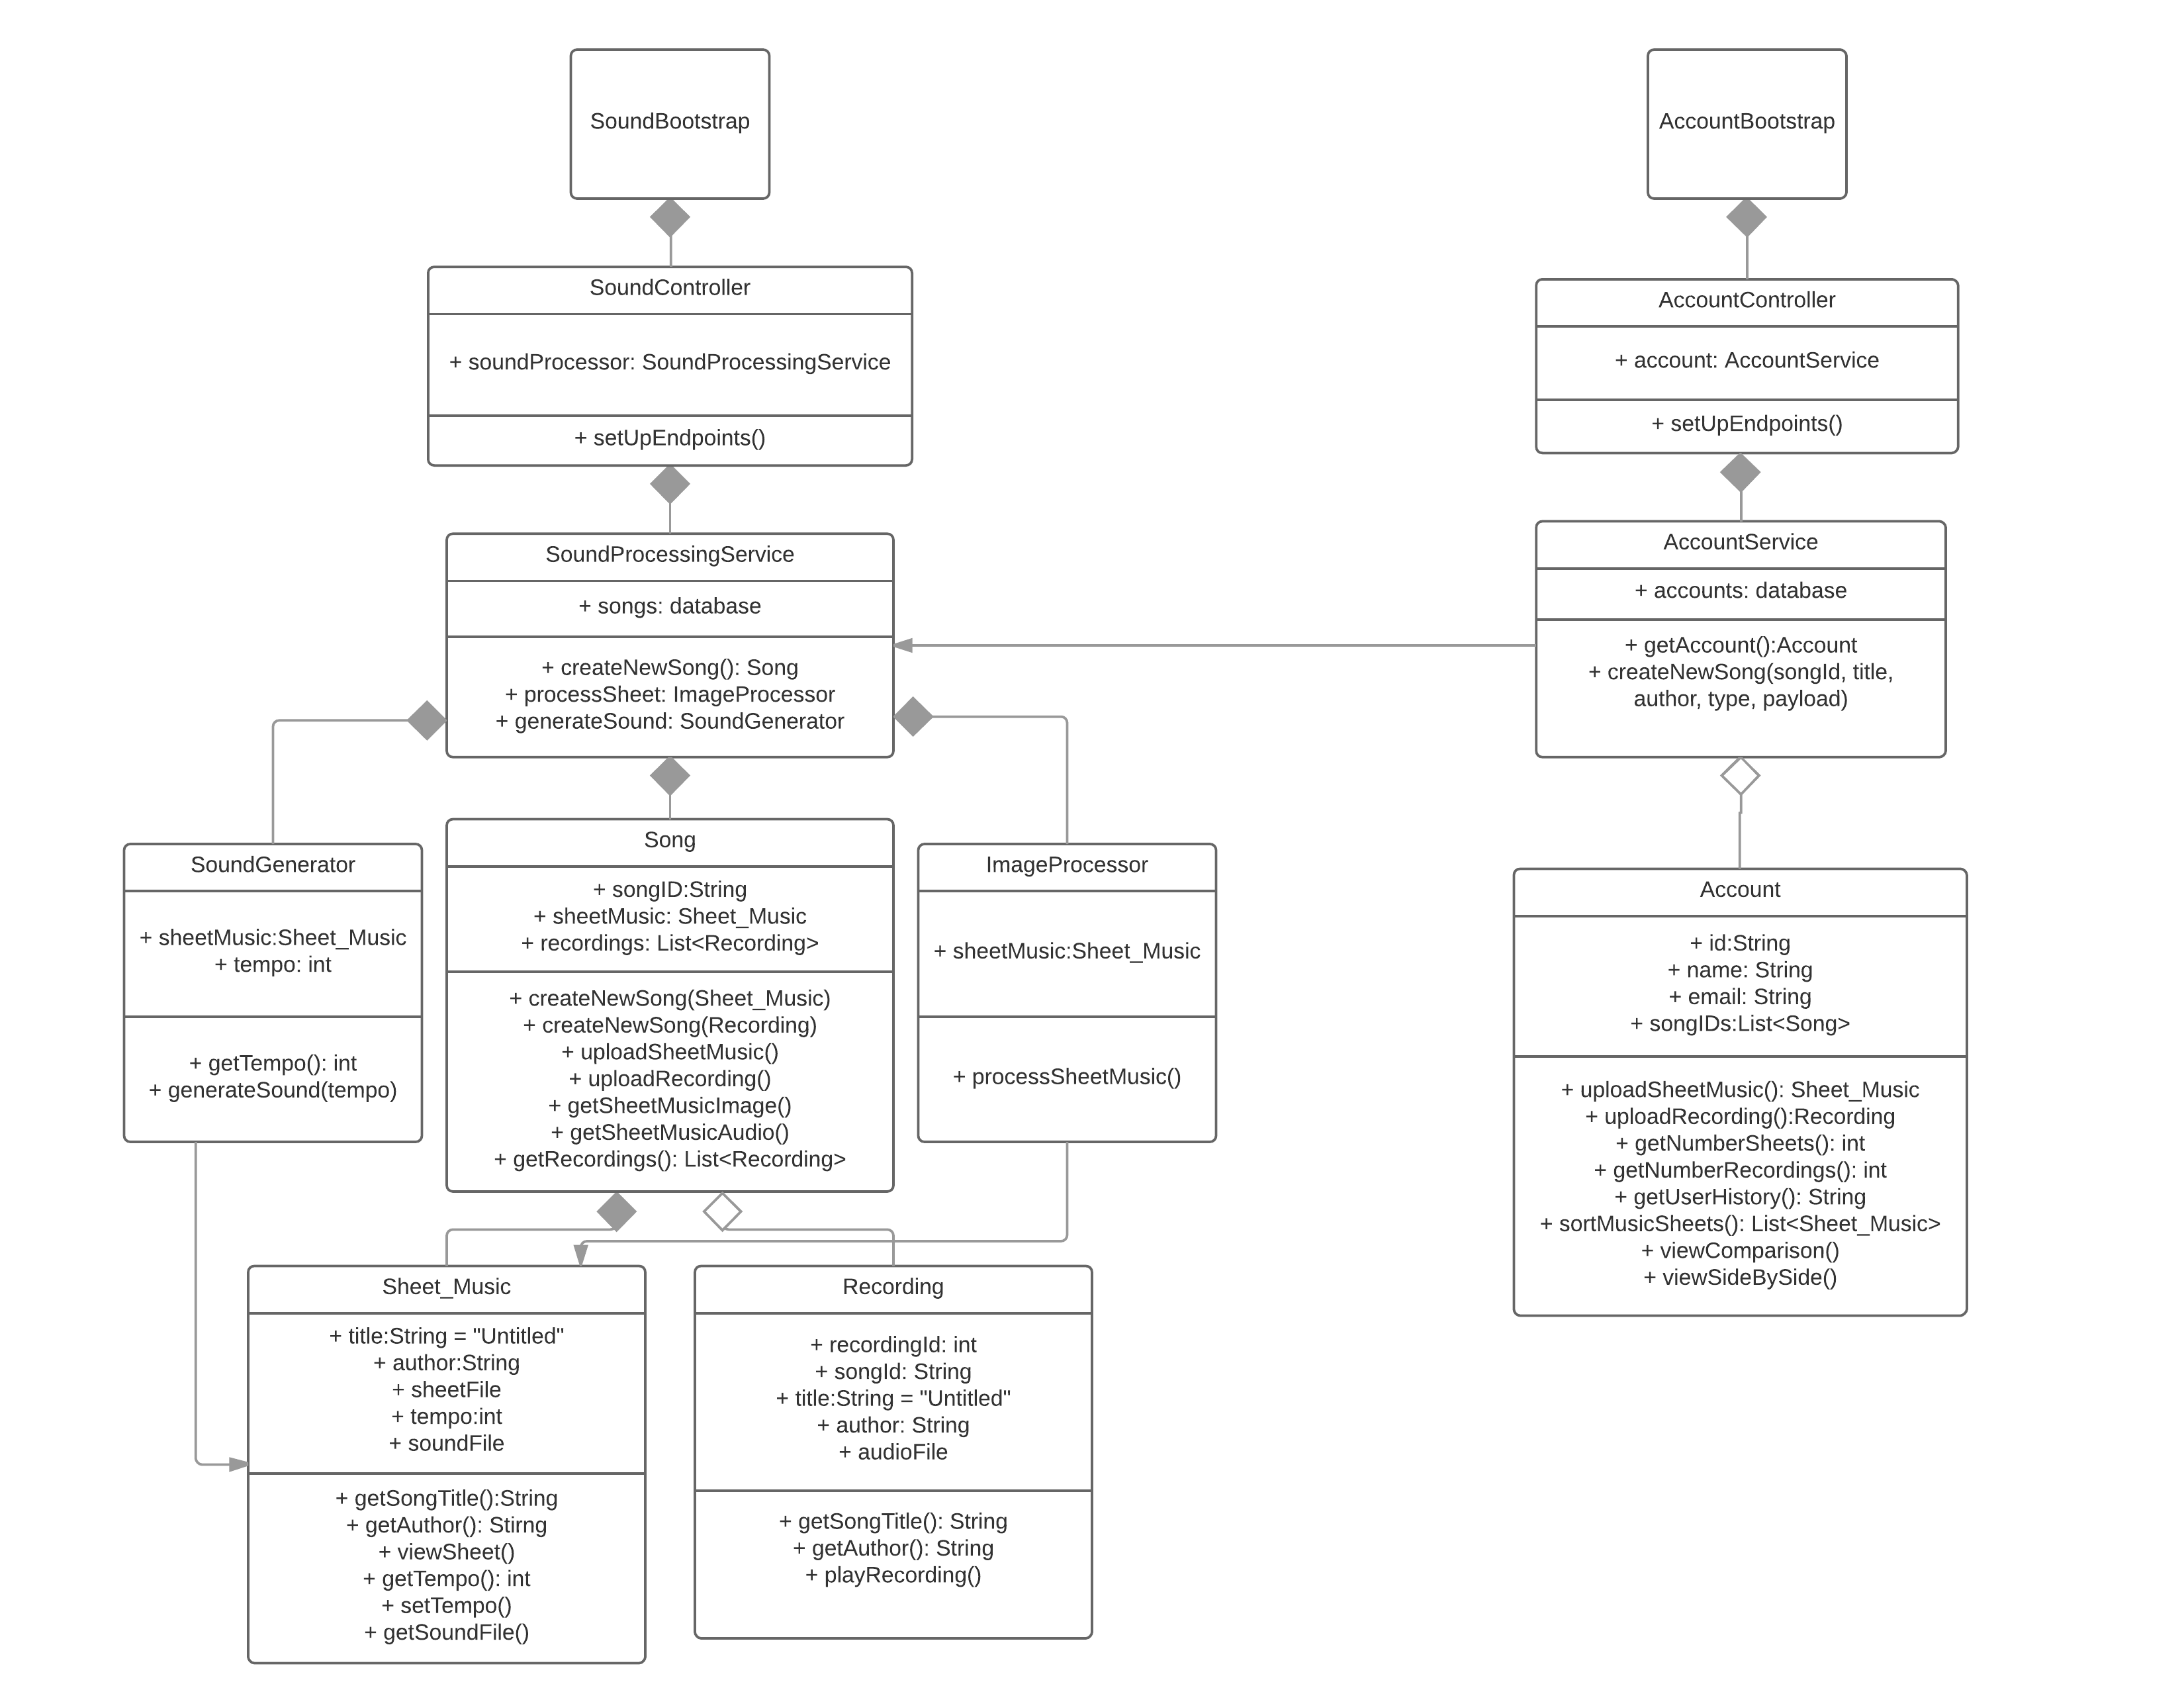 SoundBootstrap
AccountBootstrap
SoundController
+ soundProcessor: SoundProcessingService
+ setUpEndpoints()
AccountController
+ account: AccountService
+ setUpEndpoints()
SoundProcessingService
+ songs: database
+ createNewSong(): Song
+ processSheet: ImageProcessor
+ generateSound: SoundGenerator
AccountService
+ accounts: database
+ getAccount():Account
+ createNewSong(songId, title,
author, type, payload)
SoundGenerator
+ sheetMusic:Sheet_Music
+ tempo: int
+ getTempo(): int
+ generateSound(tempo)
Song
+ songID:String
+ sheetMusic: Sheet_Music
+ recordings: List<Recording>
+ createNewSong(Sheet_Music)
+ createNewSong(Recording)
+ uploadSheetMusic()
+ uploadRecording()
+ getSheetMusicImage()
+ getSheetMusicAudio()
+ getRecordings(): List<Recording>
ImageProcessor
+ sheetMusic:Sheet_Music
+ processSheetMusic()
Account
+ id:String
+ name: String
+ email: String
+ songIDs:List<Song>
+ uploadSheetMusic(): Sheet_Music
+ uploadRecording():Recording
+ getNumberSheets(): int
+ getNumberRecordings(): int
+ getUserHistory(): String
+ sortMusicSheets(): List<Sheet_Music>
+ viewComparison()
+ viewSideBySide()
Sheet_Music
+ title:String = "Untitled"
+ author:String
+ sheetFile
+ tempo:int
+ soundFile
+ getSongTitle():String
+ getAuthor(): Stirng
+ viewSheet()
+ getTempo(): int
+ setTempo()
+ getSoundFile()
Recording
+ recordingId: int
+ songId: String
+ title:String = "Untitled"
+ author: String
+ audioFile
+ getSongTitle(): String
+ getAuthor(): String
+ playRecording()